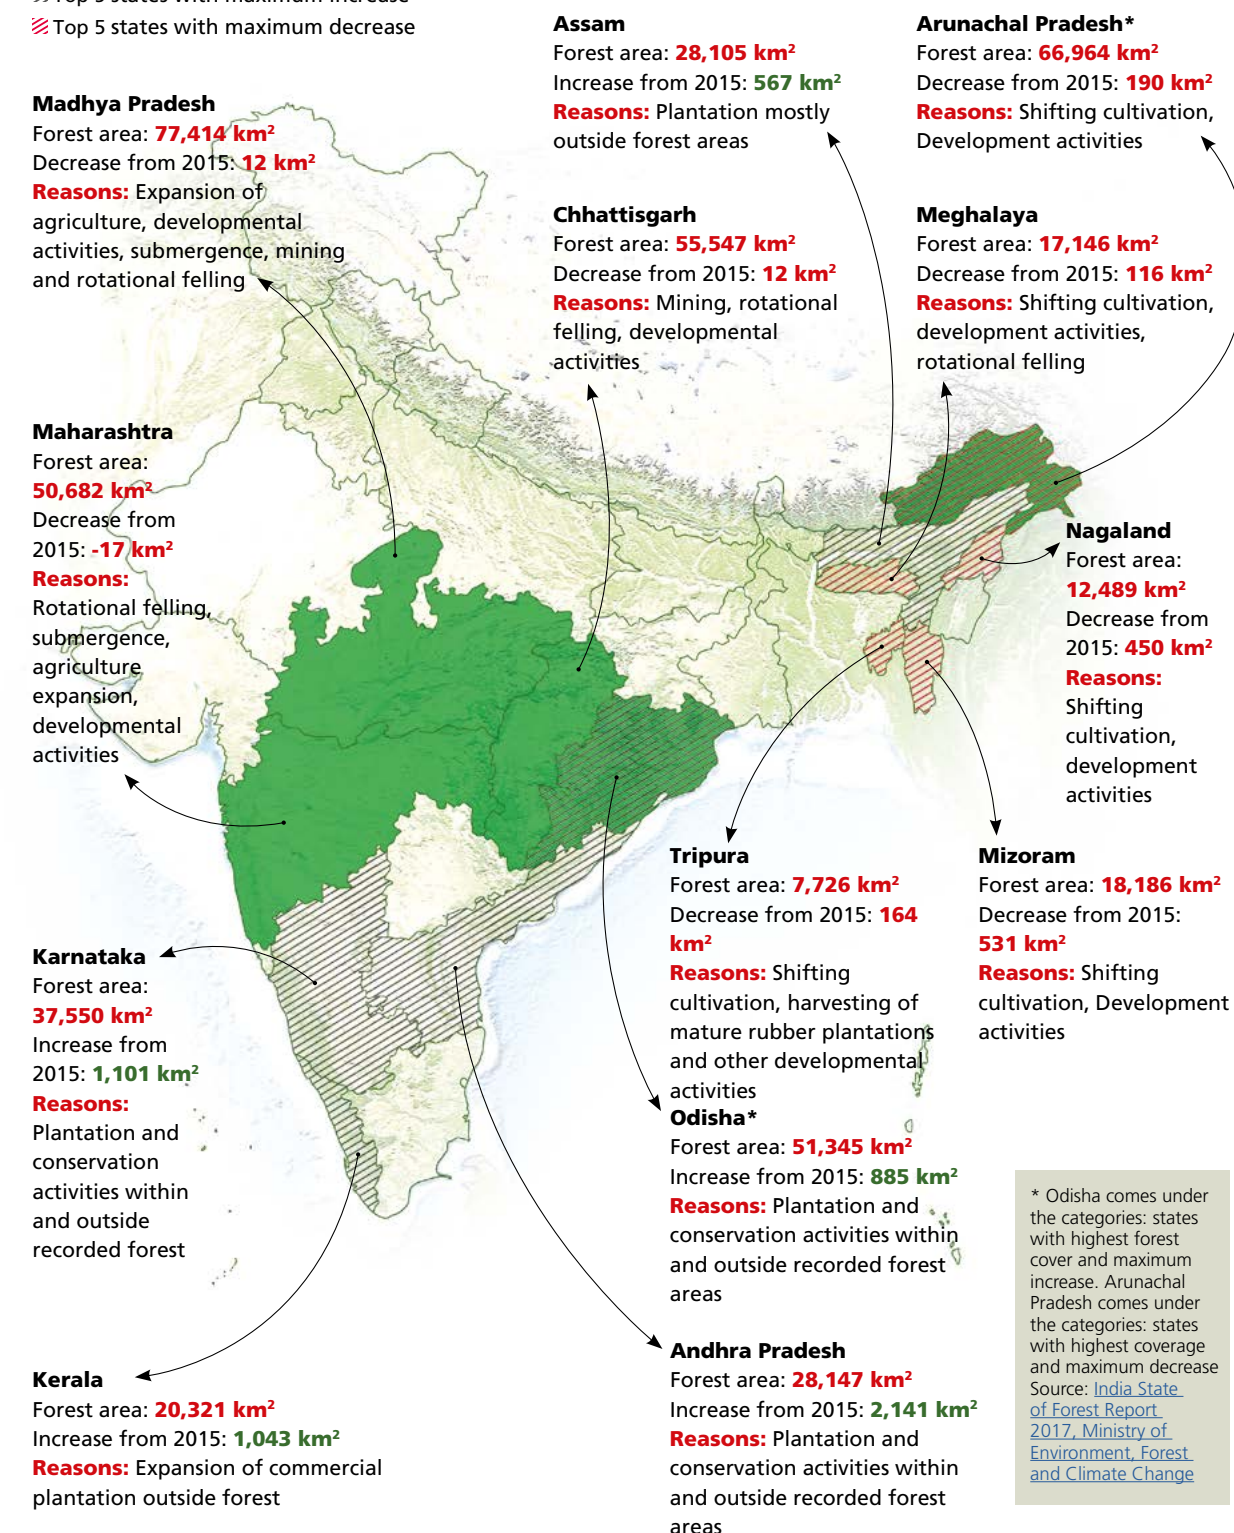 Top 5 states with maximum increase
Top 5 states with maximum decrease
Madhya Pradesh
Forest area: 77,414 km²
Decrease from 2015: 12 km²
Reasons: Expansion of
agriculture, developmental
activities, submergence, mining
and rotational felling
Assam
Forest area: 28,105 km²
Increase from 2015: 567 km²
Reasons: Plantation mostly
outside forest areas
Arunachal Pradesh*
Forest area: 66,964 km²
Decrease from 2015: 190 km²
Reasons: Shifting cultivation,
Development activities
Chhattisgarh
Forest area: 55,547 km²
Decrease from 2015: 12 km²
Reasons: Mining, rotational
felling, developmental
activities
Meghalaya
Forest area: 17,146 km²
Decrease from 2015: 116 km²
Reasons: Shifting cultivation,
development activities,
rotational felling
Maharashtra
Forest area:
50,682 km²
Decrease from
2015: -17 km²
Reasons:
Rotational felling,
submergence,
agriculture
expansion,
developmental
activities
Nagaland
Forest area:
12,489 km²
Decrease from
2015: 450 km²
Reasons:
Shifting
cultivation,
development
activities
Tripura
Forest area: 7,726 km²
Decrease from 2015: 164
km²
Reasons: Shifting
cultivation, harvesting of
mature rubber plantations
and other developmental
activities
Mizoram
Forest area: 18,186 km²
Decrease from 2015:
531 km²
Reasons: Shifting
cultivation, Development
activities
Karnataka
Forest area:
37,550 km²
Increase from
2015: 1,101 km²
Reasons:
Plantation and
conservation
activities within
and outside
recorded forest
Odisha*
Forest area: 51,345 km²
Increase from 2015: 885 km²
Reasons: Plantation and
conservation activities within
and outside recorded forest
areas
Kerala
Forest area: 20,321 km²
Increase from 2015: 1,043 km²
Reasons: Expansion of commercial
plantation outside forest
Andhra Pradesh
Forest area: 28,147 km²
Increase from 2015: 2,141 km²
Reasons: Plantation and
conservation activities within
and outside recorded forest
areas
* Odisha comes under
the categories: states
with highest forest
cover and maximum
increase. Arunachal
Pradesh comes under
the categories: states
with highest coverage
and maximum decrease
Source: India State
of Forest Report
2017, Ministry of
Environment, Forest
and Climate Change